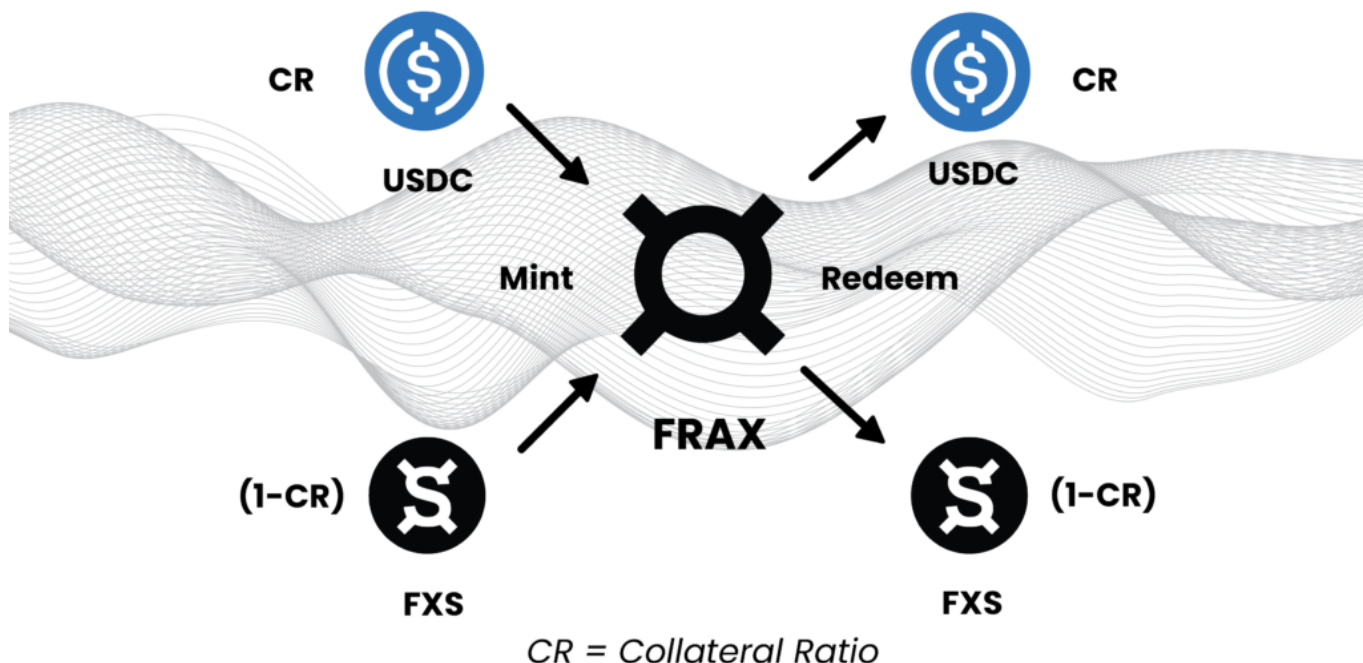 CR
CR
USDC
USDC
Mint
Redeem
FRAX
(1-CR)
(1-CR)
FXS
FXS
CR = Collateral Ratio